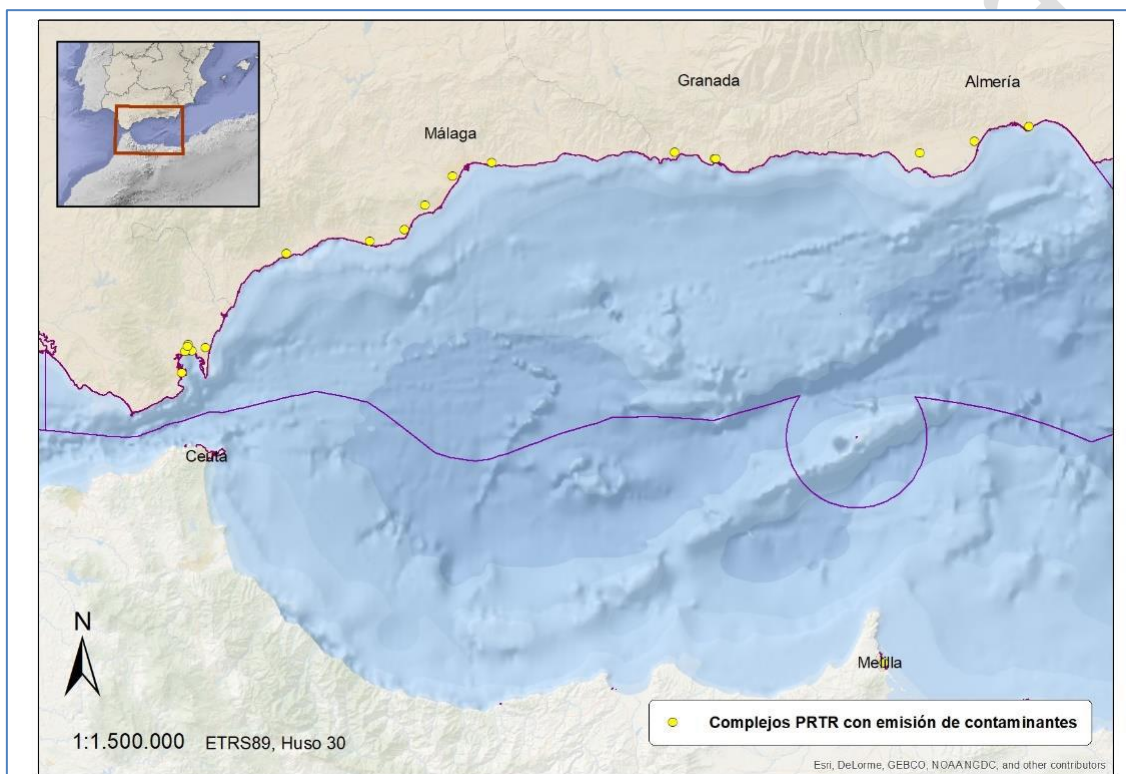 Granada
Almería
Málaga
Ceuta
N
Melilla
Complejos PRTR con emisión de contaminantes
1:1.500.000 ETRS89, Huso 30
Esri, DeLorme, GEBCO, NOAA NGDC, and other contributors